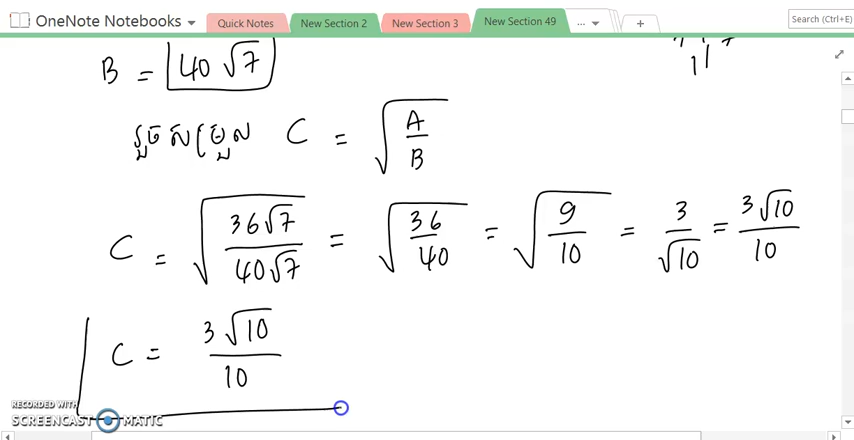 OneNote Notebooks
Quick Notes
New Section 2
New Section 3
New Section 49
...
+
Search (Ctrl+E)
B = 40 √7
រួចសម្រួល C = √(A/B)
C = √(36√7/40√7) = √(36/40) = √(9/10) = 3/√10 = 3√10/10
C = 3√10/10
RECORDED WITH
SCREENCAST MATIC